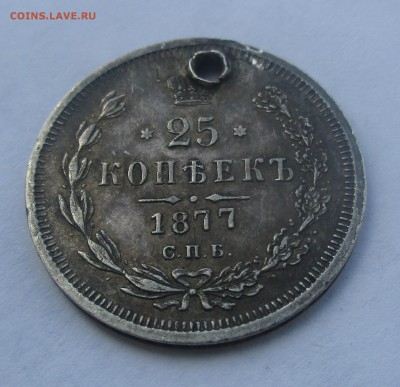 COINS.LAVE.RU
* 25 *
КОПѢЕКЪ
1877
С.П.Б.